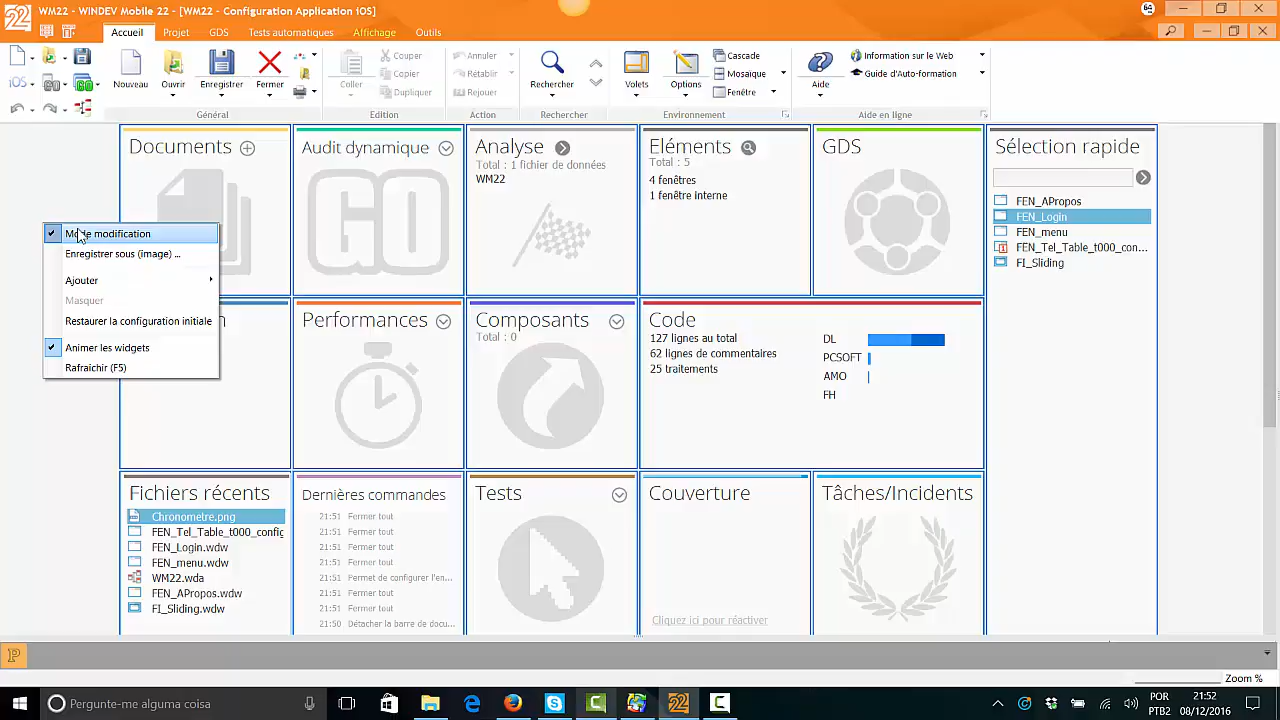 WM22 - WINDEV Mobile 22 - [WM22 - Configuration Application iOS]
64
22
Accueil Projet GDS Tests automatiques Affichage Outils
iOS
Nouveau Ouvrir Enregistrer Fermer
Général
Coller
Couper
Copier
Dupliquer
Edition
Annuler
Rétablir
Rejouer
Action
Rechercher
Rechercher
Volets Options
Cascade
Mosaïque
Fenêtre
Environnement
Aide
Information sur le Web
Guide d'AutoFormation
Aide en ligne
Documents
Audit dynamique
GO
Analyse
Total : 1 fichier de données
WM22
Eléments
Total : 5
4 fenêtres
1 fenêtre interne
GDS
Sélection rapide
FEN_APropos
FEN_Login
FEN_menu
FEN_Tel_Table_t000_con...
FI_Sliding
Mode modification
Enregistrer sous (image) ...
Ajouter
Masquer
Restaurer la configuration initiale
Animer les widgets
Rafraichir (F5)
Performances
Composants
Total : 0
Code
127 lignes au total
62 lignes de commentaires
25 traitements
DL
PCSOFT
AMO
FH
Fichiers récents
Chronometre.png
FEN_Tel_Table_t000_config
FEN_Login.wdw
FEN_menu.wdw
WM22.wda
FEN_APropos.wdw
FI_Sliding.wdw
Dernières commandes
21:51 Fermer tout
21:51 Fermer tout
21:51 Fermer tout
21:51 Fermer tout
21:51 Permet de configurer l'en...
21:51 Fermer tout
21:51 Fermer tout
21:50 Détacher la barre de docu...
Tests
Couverture
Cliquez ici pour réactiver
Tâches/Incidents
P
Zoom %
Pergunte-me alguma coisa
22
POR
PTB2
21:52
08/12/2016